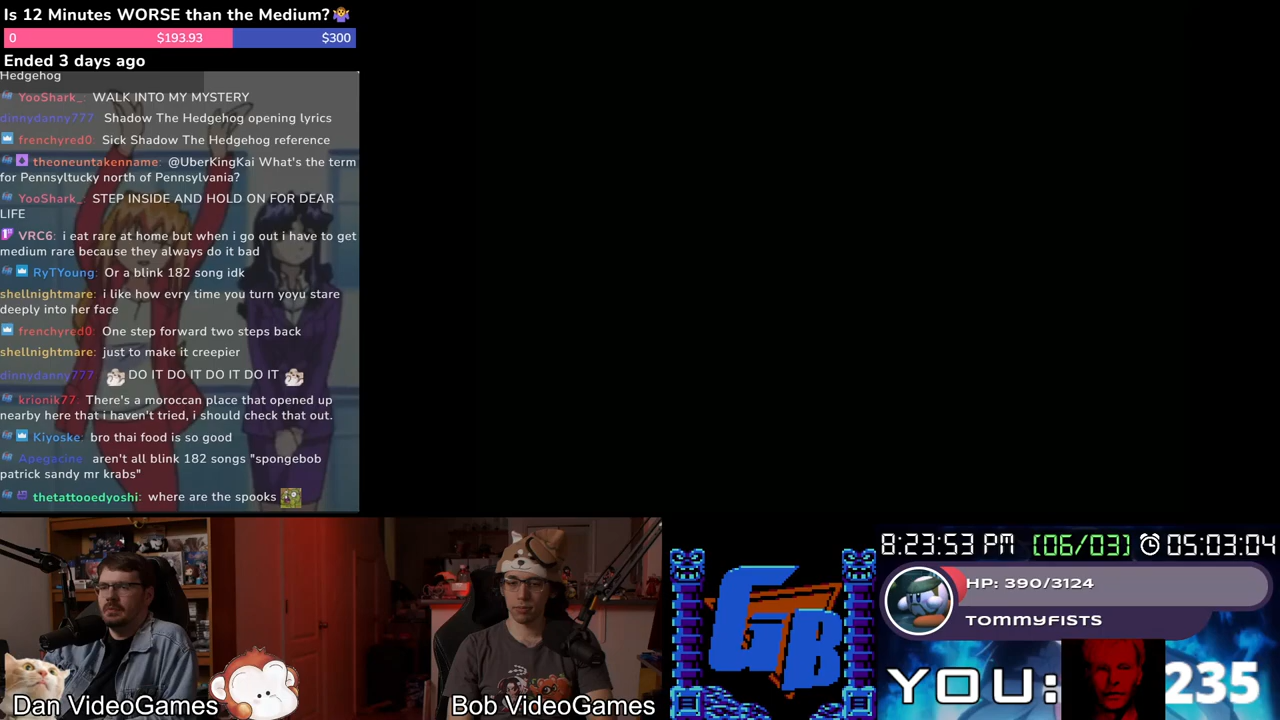 Is 12 Minutes WORSE than the Medium?🤷‍♀️
0 $193.93 $300
Ended 3 days ago
Hedgehog
YooShark_: WALK INTO MY MYSTERY
dinnydanny777: Shadow The Hedgehog opening lyrics
frenchyred0: Sick Shadow The Hedgehog reference
theoneuntakenname: @UberKingKai What's the term
for Pennsyltucky north of Pennsylvania?
YooShark_: STEP INSIDE AND HOLD ON FOR DEAR
LIFE
VRC6: i eat rare at home but when i go out i have to get
medium rare because they always do it bad
RyTYoung: Or a blink 182 song idk
shellnightmare: i like how evry time you turn yoyu stare
deeply into her face
frenchyred0: One step forward two steps back
shellnightmare: just to make it creepier
dinnydanny777: DO IT DO IT DO IT DO IT
krionik77: There's a moroccan place that opened up
nearby here that i haven't tried, i should check that out.
Kiyoske: bro thai food is so good
Apegacine: aren't all blink 182 songs "spongebob
patrick sandy mr krabs"
thetattooedyoshi: where are the spooks
Dan VideoGames
Bob VideoGames
GB
8:23:53 PM [06/03] 05:03:04
HP: 390/3124
TOMMYFISTS
YOU: 235